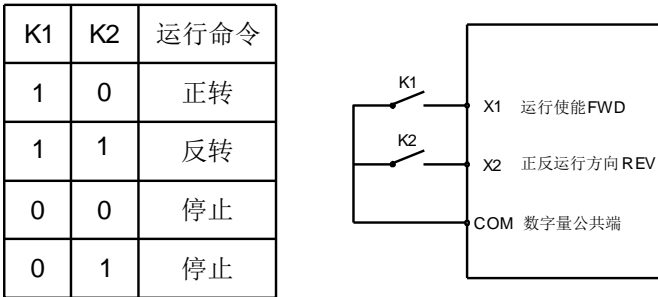 K1 K2 运行命令
1 0 正转
1 1 反转
0 0 停止
0 1 停止
K1
X1 运行使能FWD
K2
X2 正反运行方向REV
COM 数字量公共端